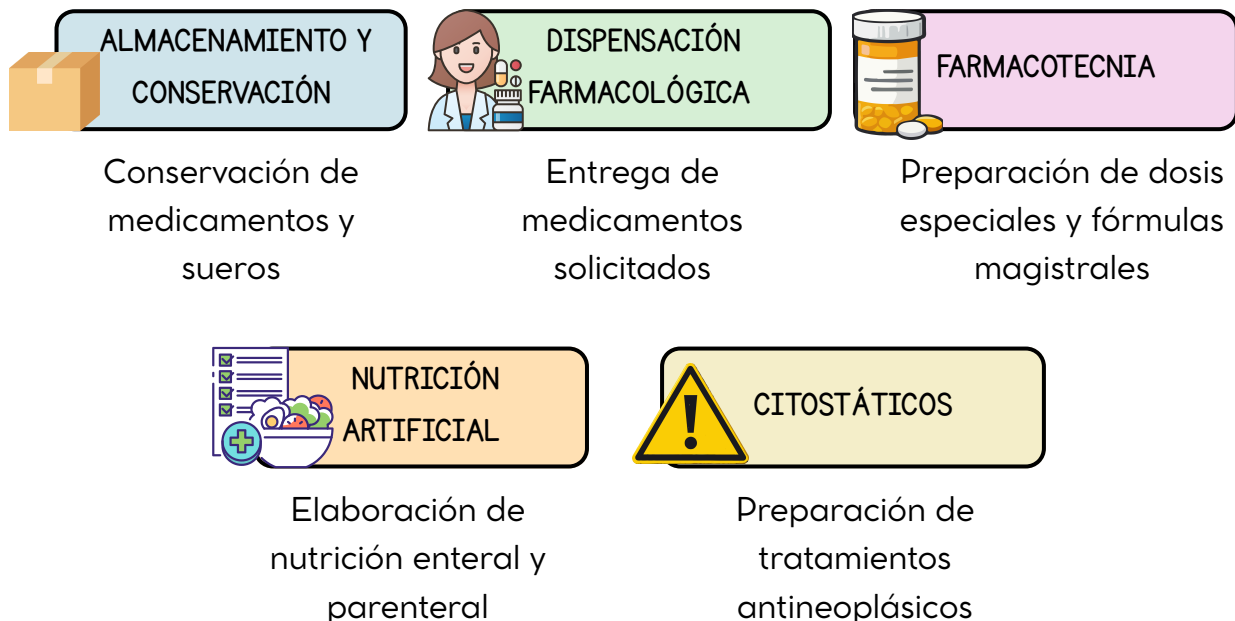 ALMACENAMIENTO Y
CONSERVACIÓN
Conservación de
medicamentos y
sueros
DISPENSACIÓN
FARMACOLÓGICA
Entrega de
medicamentos
solicitados
FARMACOTECNIA
Preparación de dosis
especiales y fórmulas
magistrales
NUTRICIÓN
ARTIFICIAL
Elaboración de
nutrición enteral y
parenteral
CITOSTÁTICOS
Preparación de
tratamientos
antineoplásicos